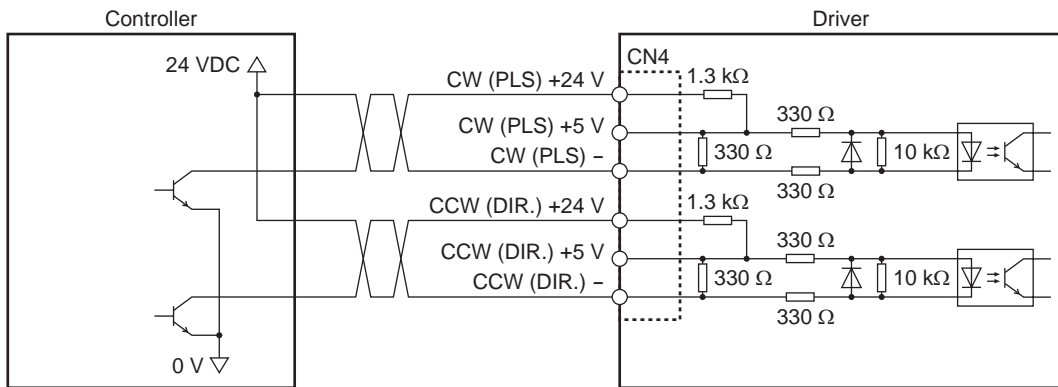 Controller
Driver
24 VDC
CN4
CW (PLS) +24 V
1.3 kΩ
CW (PLS) +5 V
330 Ω
CW (PLS) –
330 Ω
10 kΩ
330 Ω
CCW (DIR.) +24 V
1.3 kΩ
CCW (DIR.) +5 V
330 Ω
CCW (DIR.) –
330 Ω
10 kΩ
330 Ω
0 V